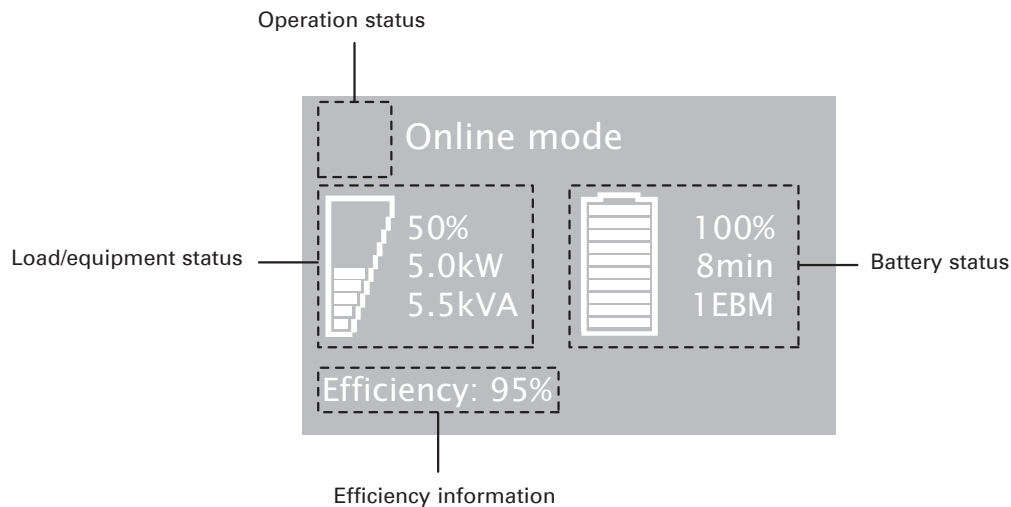 Operation status
Online mode
Load/equipment status
50%
5.0kW
5.5kVA
100%
8min
1EBM
Battery status
Efficiency: 95%
Efficiency information